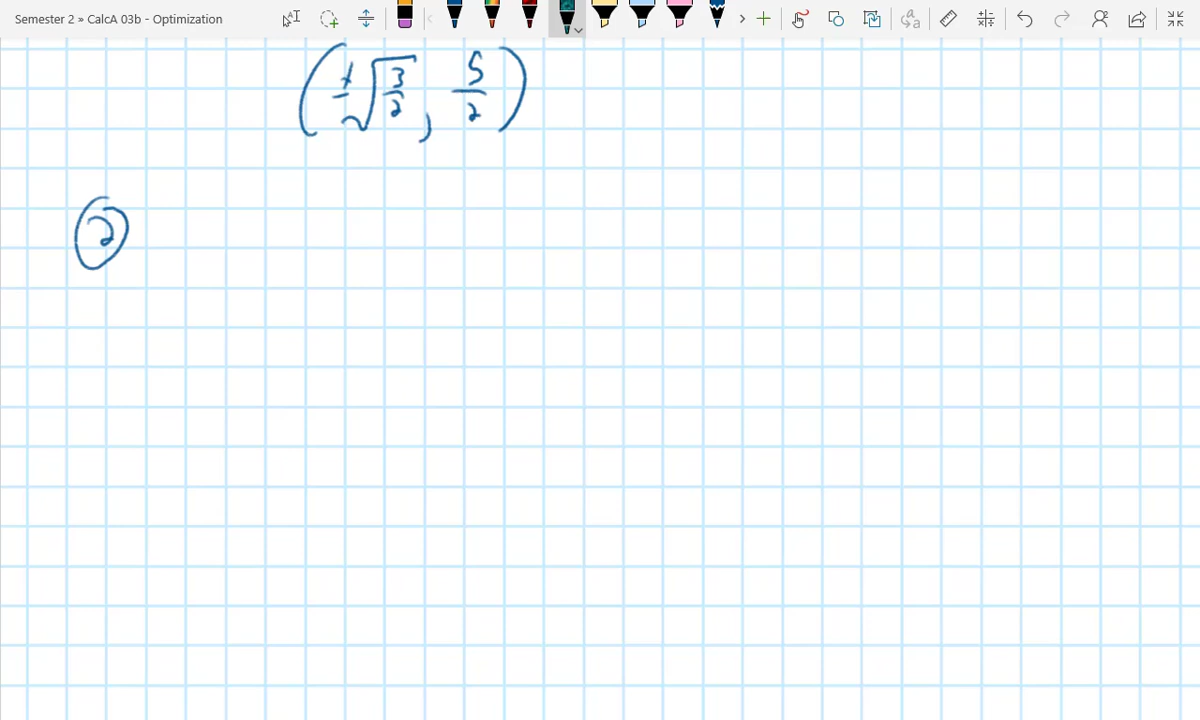 Semester 2 » CalcA 03b - Optimization
(±√(3/2), 5/2)
②